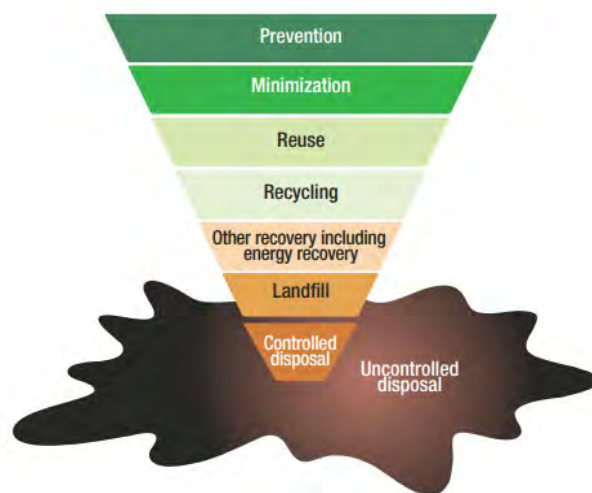 Prevention
Minimization
Reuse
Recycling
Other recovery including
energy recovery
Landfill
Controlled
disposal
Uncontrolled
disposal